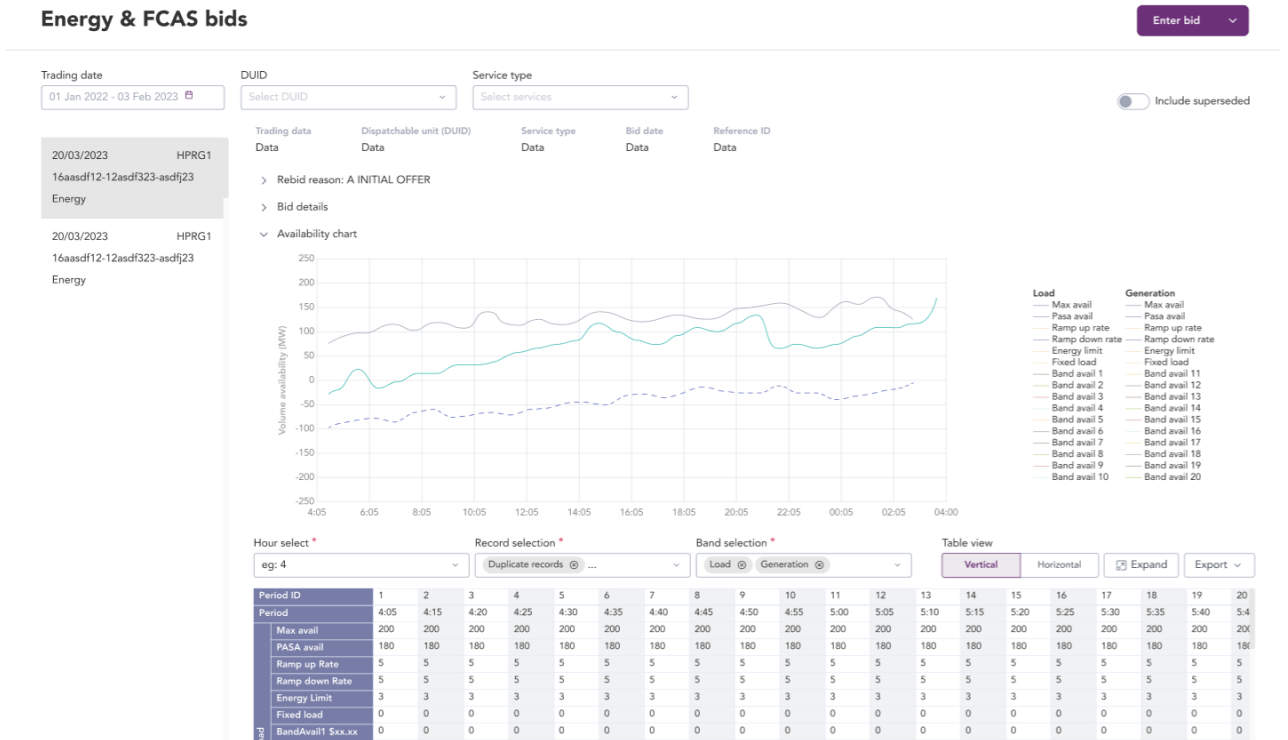 Energy & FCAS bids
Enter bid
Trading date DUID Service type
01 Jan 2022 - 03 Feb 2023 Select DUID Select services
Include superseded
Trading data Dispatchable unit (DUID) Service type Bid date Reference ID
Data Data Data Data Data
20/03/2023 HPRG1
16aasdf12-12asdf323-asdfj23
Energy
20/03/2023 HPRG1
16aasdf12-12asdf323-asdfj23
Energy
Rebid reason: A INITIAL OFFER
Bid details
Availability chart
Volume availability (MW)
250
200
150
100
50
0
-50
-100
-150
-200
-250
4:05 6:05 8:05 10:05 12:05 14:05 16:05 18:05 20:05 22:05 00:05 02:05 04:00
Load Generation
Max avail Max avail
Pasa avail Pasa avail
Ramp up rate Ramp up rate
Ramp down rate Ramp down rate
Energy limit Energy limit
Fixed load Fixed load
Band avail 1 Band avail 11
Band avail 2 Band avail 12
Band avail 3 Band avail 13
Band avail 4 Band avail 14
Band avail 5 Band avail 15
Band avail 6 Band avail 16
Band avail 7 Band avail 17
Band avail 8 Band avail 18
Band avail 9 Band avail 19
Band avail 10 Band avail 20
Hour select * Record selection * Band selection * Table view
eg: 4 Duplicate records ... Load Generation Vertical Horizontal Expand Export
Period ID 1 2 3 4 5 6 7 8 9 10 11 12 13 14 15 16 17 18 19 20
Period 4:05 4:15 4:20 4:25 4:30 4:35 4:40 4:45 4:50 4:55 5:00 5:05 5:10 5:15 5:20 5:25 5:30 5:35 5:40 5:4
Max avail 200 200 200 200 200 200 200 200 200 200 200 200 200 200 200 200 200 200 200 200
PASA avail 180 180 180 180 180 180 180 180 180 180 180 180 180 180 180 180 180 180 180 180
Ramp up Rate 5 5 5 5 5 5 5 5 5 5 5 5 5 5 5 5 5 5 5 5
Ramp down Rate 5 5 5 5 5 5 5 5 5 5 5 5 5 5 5 5 5 5 5 5
Energy Limit 3 3 3 3 3 3 3 3 3 3 3 3 3 3 3 3 3 3 3 3
Fixed load 0 0 0 0 0 0 0 0 0 0 0 0 0 0 0 0 0 0 0 0
BandAvail1 $xx.xx 0 0 0 0 0 0 0 0 0 0 0 0 0 0 0 0 0 0 0 0